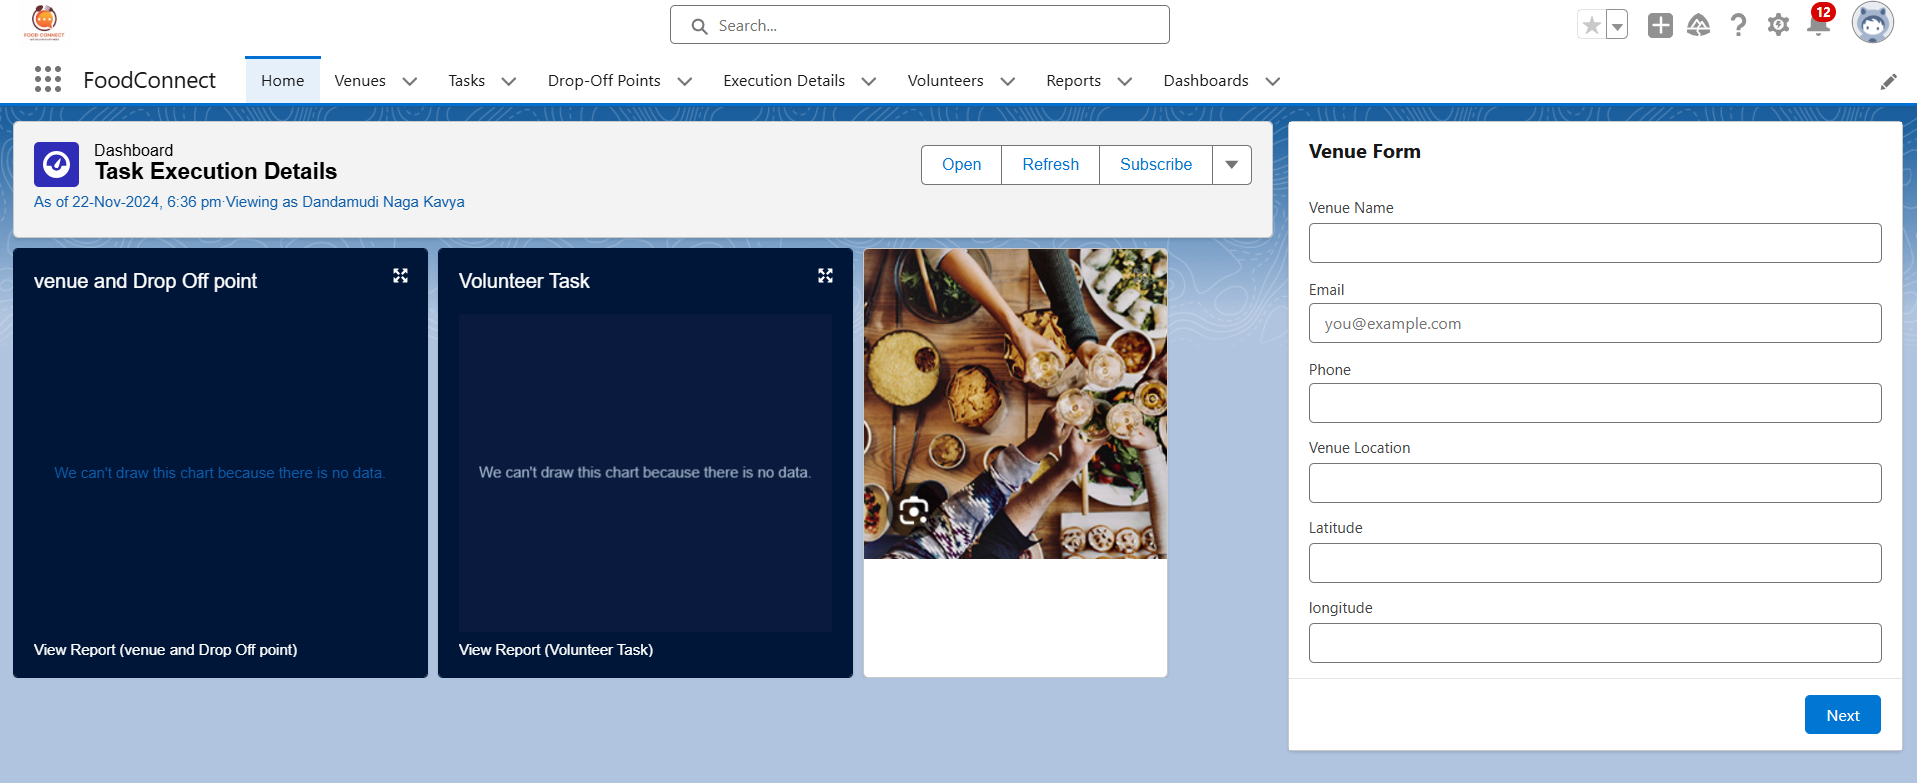 FOOD CONNECT
Search...
12
FoodConnect
Home
Venues
Tasks
Drop-Off Points
Execution Details
Volunteers
Reports
Dashboards
Dashboard
Task Execution Details
As of 22-Nov-2024, 6:36 pm·Viewing as Dandamudi Naga Kavya
Open
Refresh
Subscribe
venue and Drop Off point
We can't draw this chart because there is no data.
View Report (venue and Drop Off point)
Volunteer Task
We can't draw this chart because there is no data.
View Report (Volunteer Task)
Venue Form
Venue Name
Email
you@example.com
Phone
Venue Location
Latitude
longitude
Next